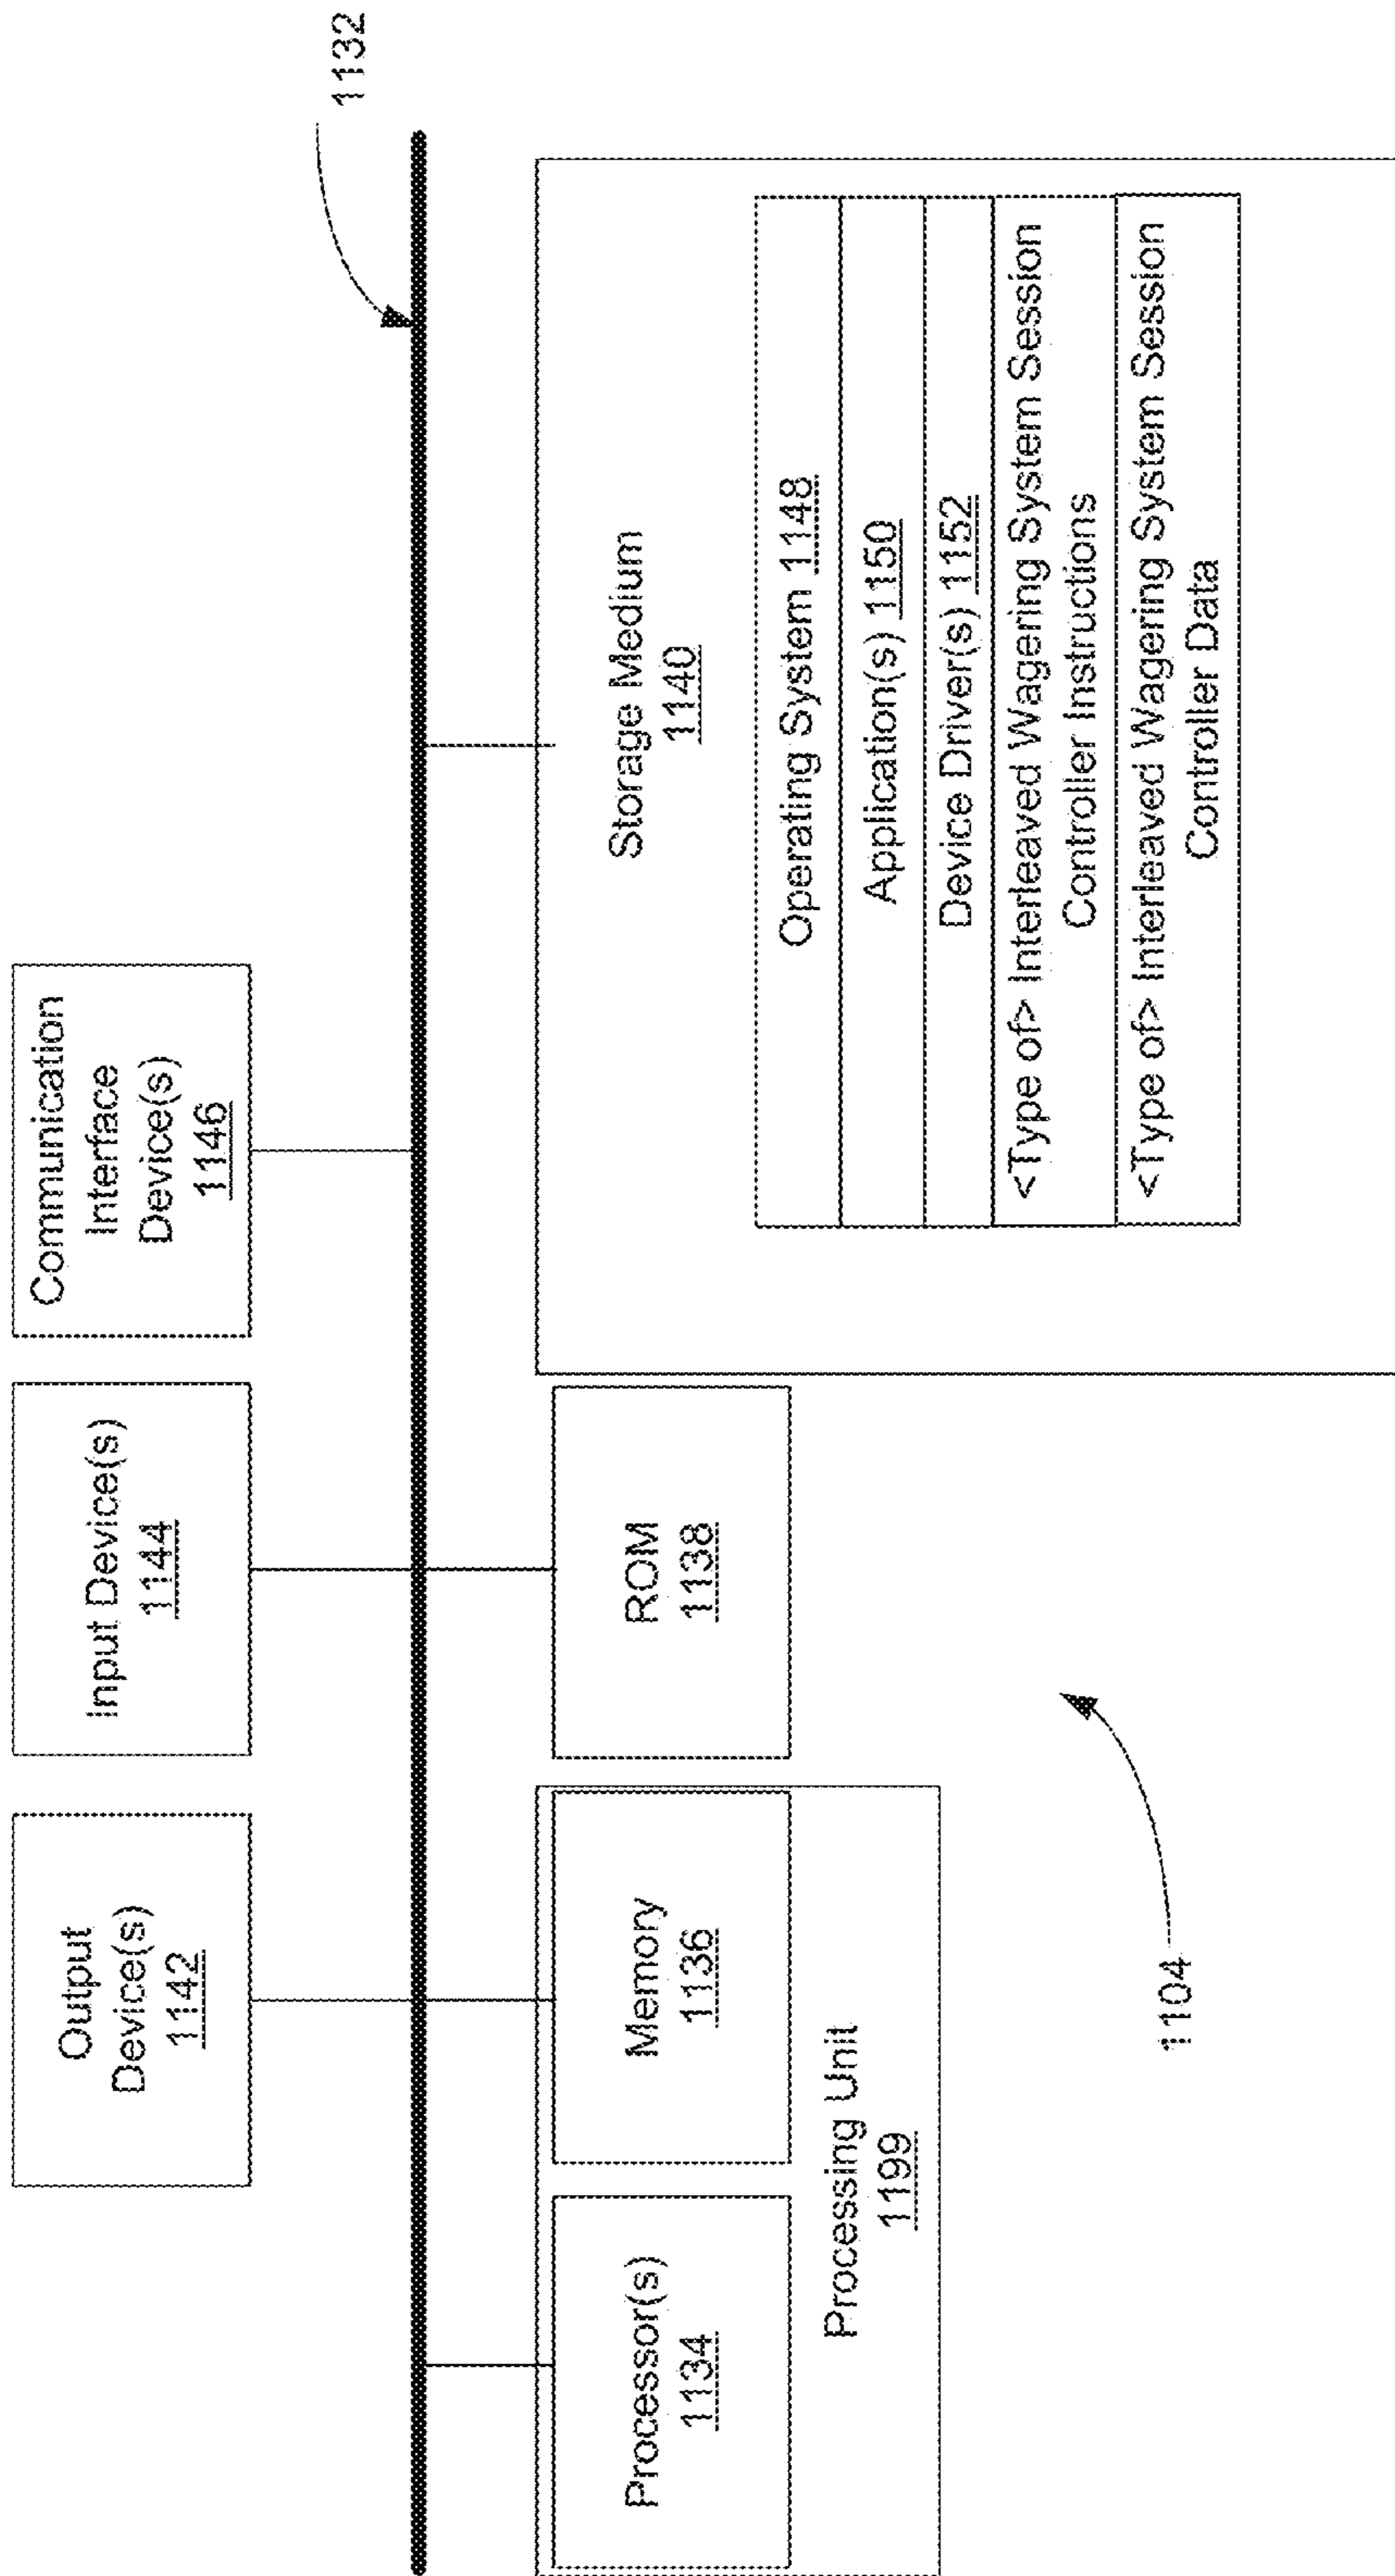 1132
Output
Device(s)
1142
Input Device(s)
1144
Communication
Interface
Device(s)
1146
Processor(s)
1134
Memory
1136
Processing Unit
1199
ROM
1138
Storage Medium
1140
Operating System 1148
Application(s) 1150
Device Driver(s) 1152
<Type of> Interleaved Wagering System Session
Controller Instructions
<Type of> Interleaved Wagering System Session
Controller Data
1104